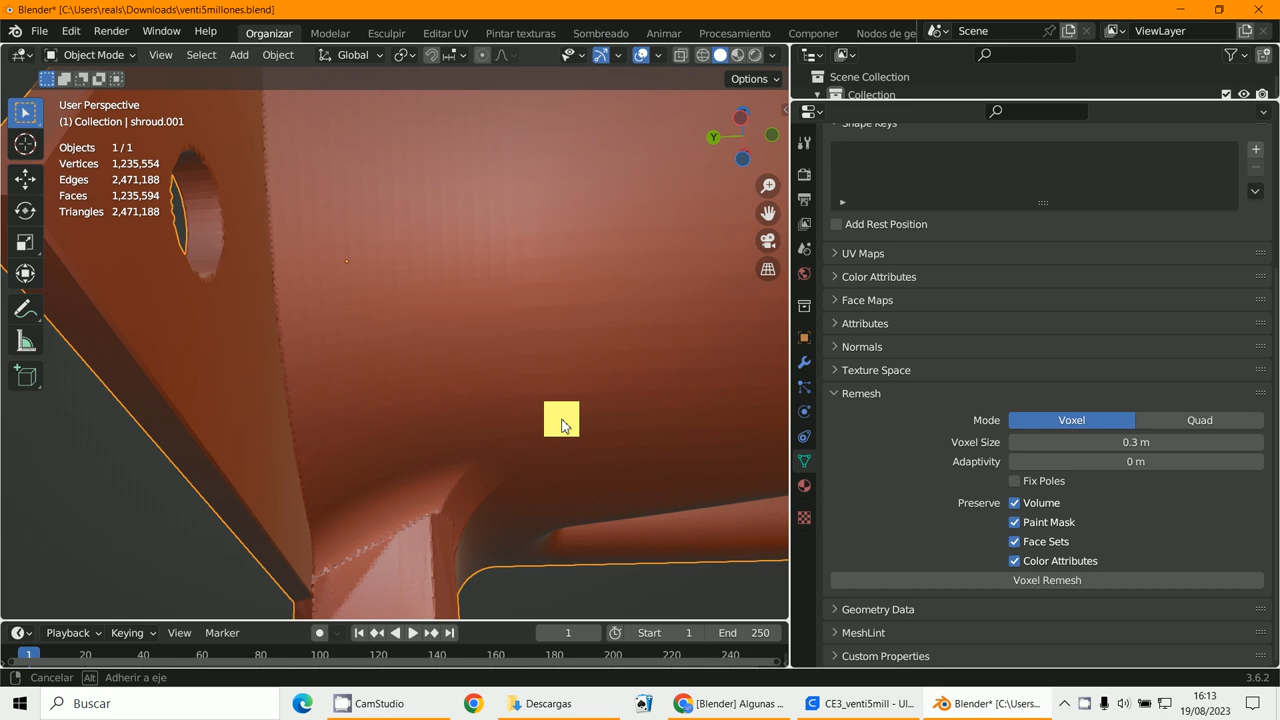 Blender* [C:\Users\reals\Downloads\venti5millones.blend]
File Edit Render Window Help
Organizar Modelar Esculpir Editar UV Pintar texturas Sombreado Animar Procesamiento Componer Nodos de ge
Scene ViewLayer
Object Mode View Select Add Object Global
Options
Scene Collection
Collection
User Perspective
(1) Collection | shroud.001
Objects 1 / 1
Vertices 1,235,554
Edges 2,471,188
Faces 1,235,594
Triangles 2,471,188
Y
Shape Keys
Add Rest Position
UV Maps
Color Attributes
Face Maps
Attributes
Normals
Texture Space
Remesh
Mode Voxel Quad
Voxel Size 0.3 m
Adaptivity 0 m
Fix Poles
Preserve Volume
Paint Mask
Face Sets
Color Attributes
Voxel Remesh
Geometry Data
MeshLint
Custom Properties
Playback Keying View Marker 1 Start 1 End 250
1 20 40 60 80 100 120 140 160 180 200 220 240
Cancelar Alt Adherir a eje 3.6.2
Buscar CamStudio Descargas [Blender] Algunas ... CE3_venti5mill - Ul... Blender* [C:\Users...
16:13
19/08/2023